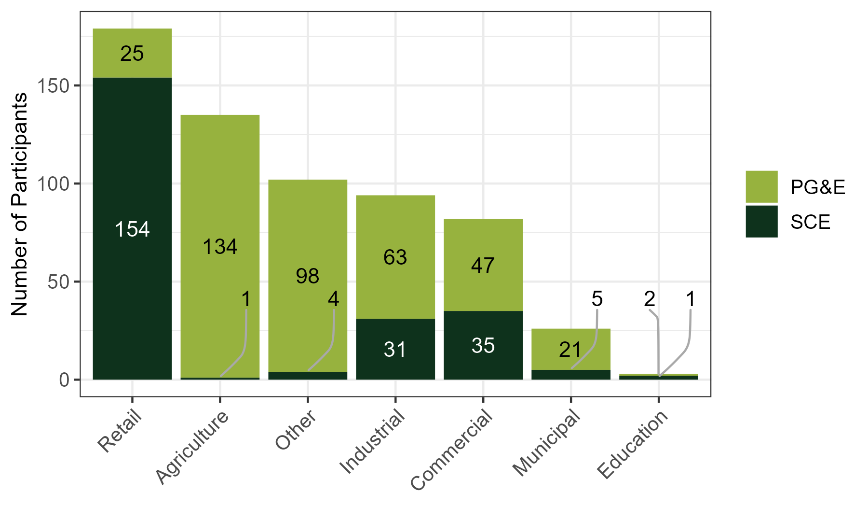 Number of Participants
150
100
50
0
25
154
134
1
98
4
63
31
47
35
5
21
2
1
Retail
Agriculture
Other
Industrial
Commercial
Municipal
Education
PG&E
SCE